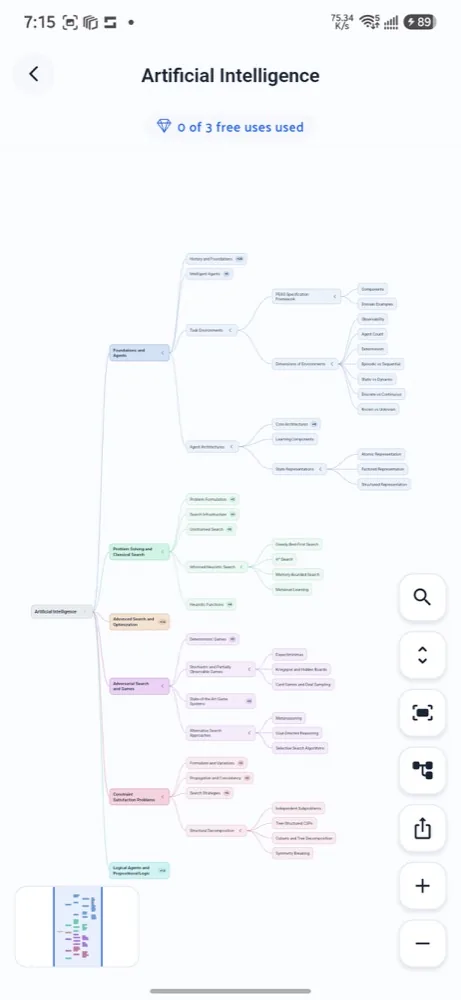 7:15
75.34
K/s
5
89
Artificial Intelligence
0 of 3 free uses used
History and Foundations
Intelligent Agents
PEAS Specification
Framework
Components
Domain Examples
Observability
Agent Count
Determinism
Task Environments
Dimensions of Environments
Episodic vs Sequential
Static vs Dynamic
Discrete vs Continuous
Known vs Unknown
Foundations and
Agents
Core Architectures
Learning Components
Agent Architectures
State Representations
Atomic Representation
Factored Representation
Structured Representation
Problem Formulation
Search Infrastructure
Uninformed Search
Problem Solving and
Classical Search
Greedy Best-First Search
A* Search
Informed/Heuristic Search
Memory-Bounded Search
Metalevel Learning
Heuristic Functions
Artificial Intelligence
Advanced Search and
Optimization
Deterministic Games
Stochastic and Partially
Observable Games
Expectiminimax
Kriegspiel and Hidden Boards
Card Games and Dual Sampling
Adversarial Search
and Games
State-of-the-Art Game
Systems
Alternative Search
Approaches
Metareasoning
Goal-Directed Reasoning
Selective Search Algorithms
Formalism and Variations
Propagation and Consistency
Search Strategies
Constraint
Satisfaction Problems
Structural Decomposition
Independent Subproblems
Tree-Structured CSPs
Cutsets and Tree Decomposition
Symmetry Breaking
Logical Agents and
Propositional Logic